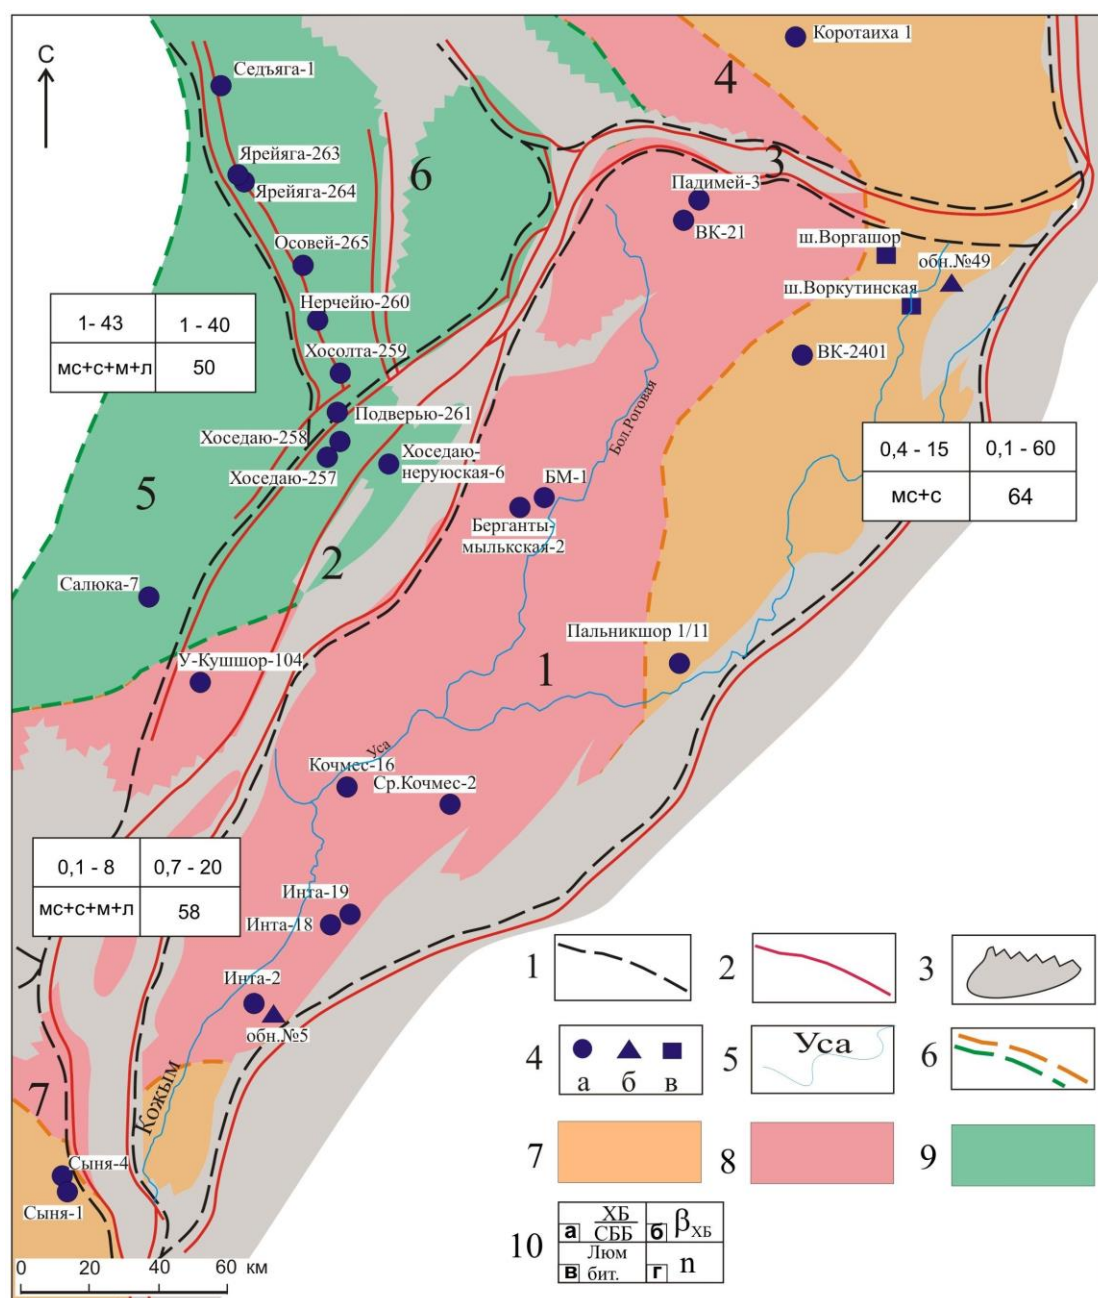 С
Седъяга-1
Коротаиха 1
4
Ярейяга-263
6
3
Ярейяга-264
Падимей-3
ВК-21
ш.Воргашор
Осовей-265
обн.№49
ш.Воркутинская
Нерчейю-260
1- 43
1 - 40
мс+с+м+л
50
ВК-2401
Хосолта-259
Подверью-261
Бол.Роговая
Хоседаю-258
Хоседаю-
неруюская-6
Хоседаю-257
0,4 - 15
0,1 - 60
мс+с
64
5
БМ-1
Берганты-
мылькская-2
2
Салюка-7
Пальникшор 1/11
У-Кушшор-104
1
Уса
Кочмес-16
Ср.Кочмес-2
0,1 - 8
0,7 - 20
мс+с+м+л
58
Инта-19
Инта-18
Инта-2
обн.№5
7
Кожым
Сыня-4
Сыня-1
0 20 40 60
км
1
2
3
4
а б в
5
Уса
6
7
8
9
10
а
ХБ
СББ
б
βХБ
в
Люм
бит.
г
n